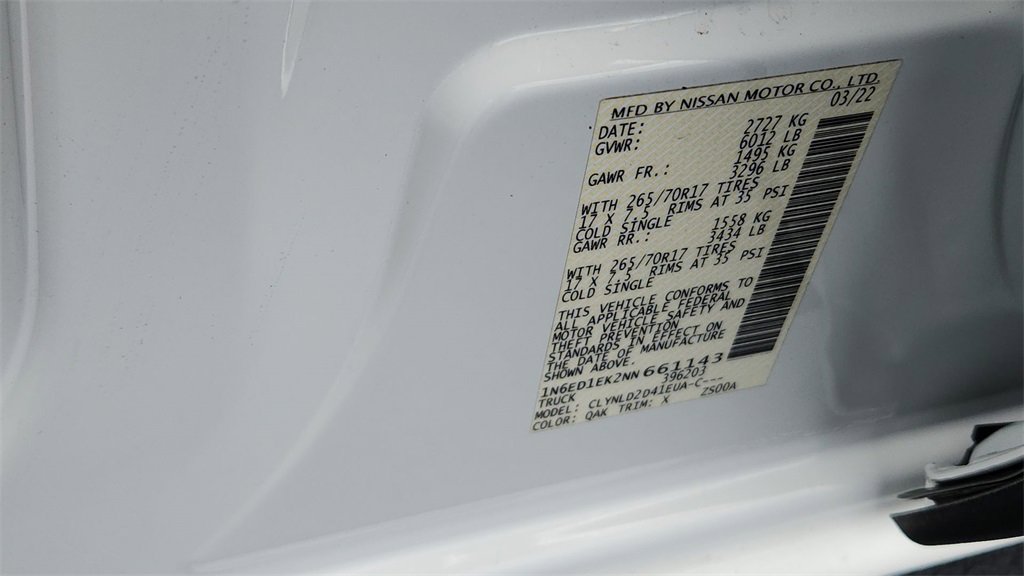 MFD BY NISSAN MOTOR CO., LTD.
DATE: 03/22
GVWR: 2727 KG
6012 LB
GAWR FR.: 1495 KG
3296 LB
WITH 265/70R17 TIRES
17 X 7.5 RIMS AT 35 PSI
COLD SINGLE
GAWR RR.: 1558 KG
3434 LB
WITH 265/70R17 TIRES
17 X 7.5 RIMS AT 35 PSI
COLD SINGLE
THIS VEHICLE CONFORMS TO
ALL APPLICABLE FEDERAL
MOTOR VEHICLE SAFETY AND
THEFT PREVENTION
STANDARDS IN EFFECT ON
THE DATE OF MANUFACTURE
SHOWN ABOVE.
1N6ED1EK2NN661143
TRUCK 396203
MODEL: CLYNLD2D41EUA-C---
COLOR: QAK TRIM: X ZS00A